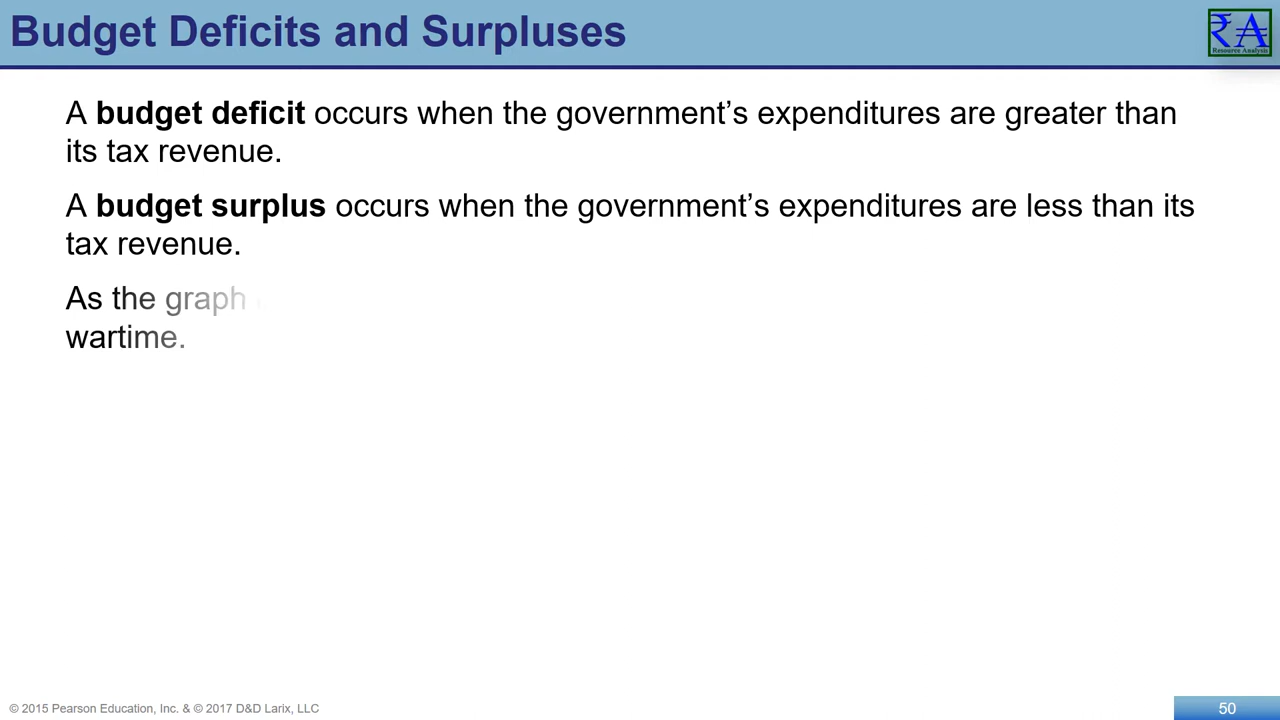 Budget Deficits and Surpluses
₹A
Resource Analysis
A budget deficit occurs when the government’s expenditures are greater than
its tax revenue.
A budget surplus occurs when the government’s expenditures are less than its
tax revenue.
As the graph
wartime.
© 2015 Pearson Education, Inc. & © 2017 D&D Larix, LLC
50